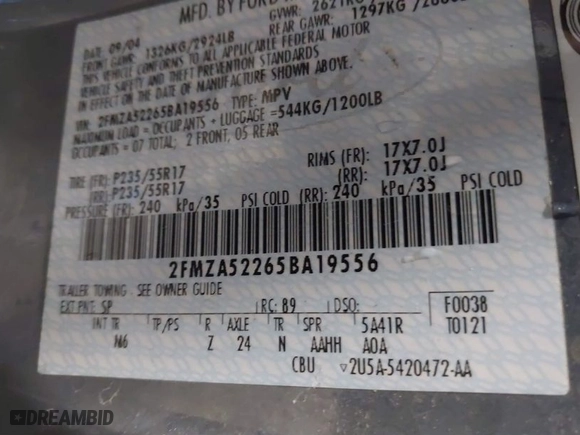 MFD. BY FORD
GVWR: 2621KG
DATE: 09/04
FRONT GAWR: 1326KG/2924LB
REAR GAWR: 1297KG
THIS VEHICLE CONFORMS TO ALL APPLICABLE FEDERAL MOTOR
VEHICLE SAFETY AND THEFT PREVENTION STANDARDS
IN EFFECT ON THE DATE OF MANUFACTURE SHOWN ABOVE.
VIN: 2FMZA52265BA19556 TYPE: MPV
MAXIMUM LOAD = OCCUPANTS + LUGGAGE = 544KG/1200LB
OCCUPANTS = 07 TOTAL; 2 FRONT, 05 REAR
TIRE (FR): P235/55R17 RIMS (FR): 17X7.0J
(RR): P235/55R17 (RR): 17X7.0J
PRESSURE (FR): 240 kPa/35 PSI COLD (RR): 240 kPa/35 PSI COLD
2FMZA52265BA19556
TRAILER TOWING - SEE OWNER GUIDE
EXT PNT: SP RC: 89 DSO: F0038
INT TR TP/PS R AXLE TR SPR 5A41R T0121
N6 Z 24 N AAHH AOA
CBU ▽2U5A-5420472-AA
DREAMBID